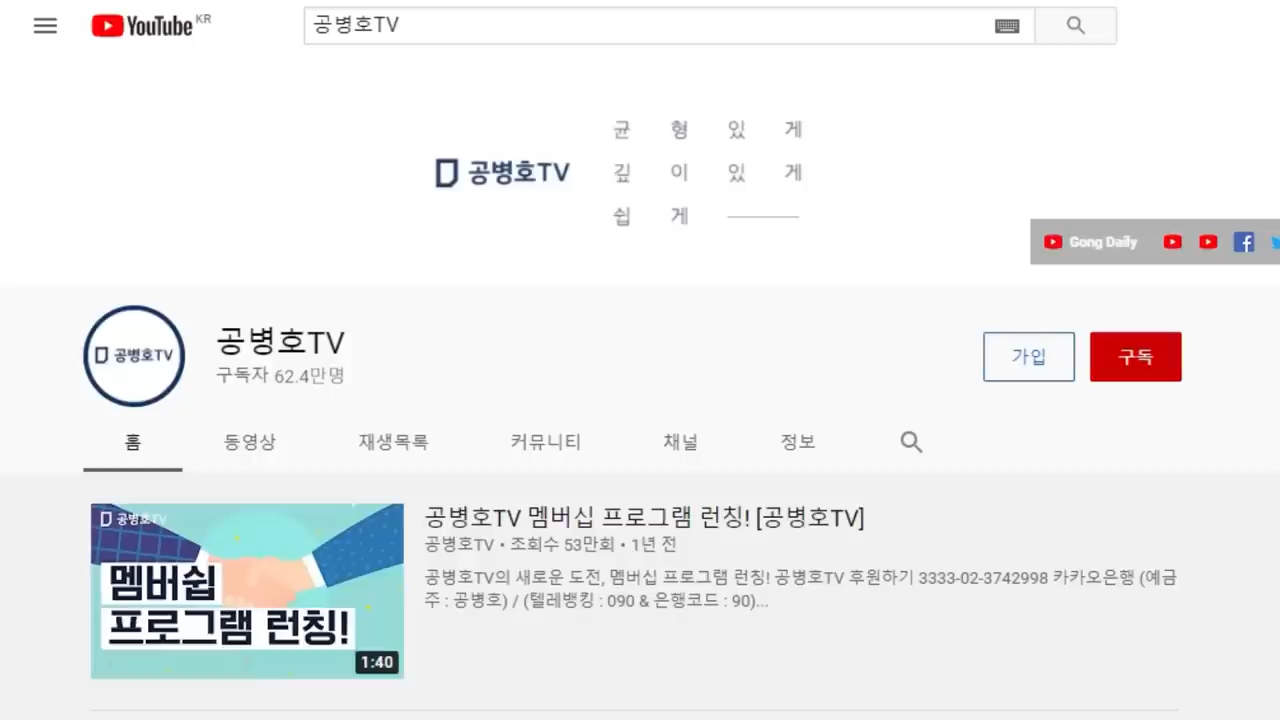 YouTube KR
공병호TV
균형있게
공병호TV
깊이있게
쉽게
Gong Daily
공병호TV
공병호TV
구독자 62.4만명
가입
구독
홈
동영상
재생목록
커뮤니티
채널
정보
공병호TV
멤버쉽
프로그램 런칭!
1:40
공병호TV 멤버십 프로그램 런칭! [공병호TV]
공병호TV • 조회수 53만회 • 1년 전
공병호TV의 새로운 도전, 멤버십 프로그램 런칭! 공병호TV 후원하기 3333-02-3742998 카카오은행 (예금
주 : 공병호) / (텔레뱅킹 : 090 & 은행코드 : 90)...